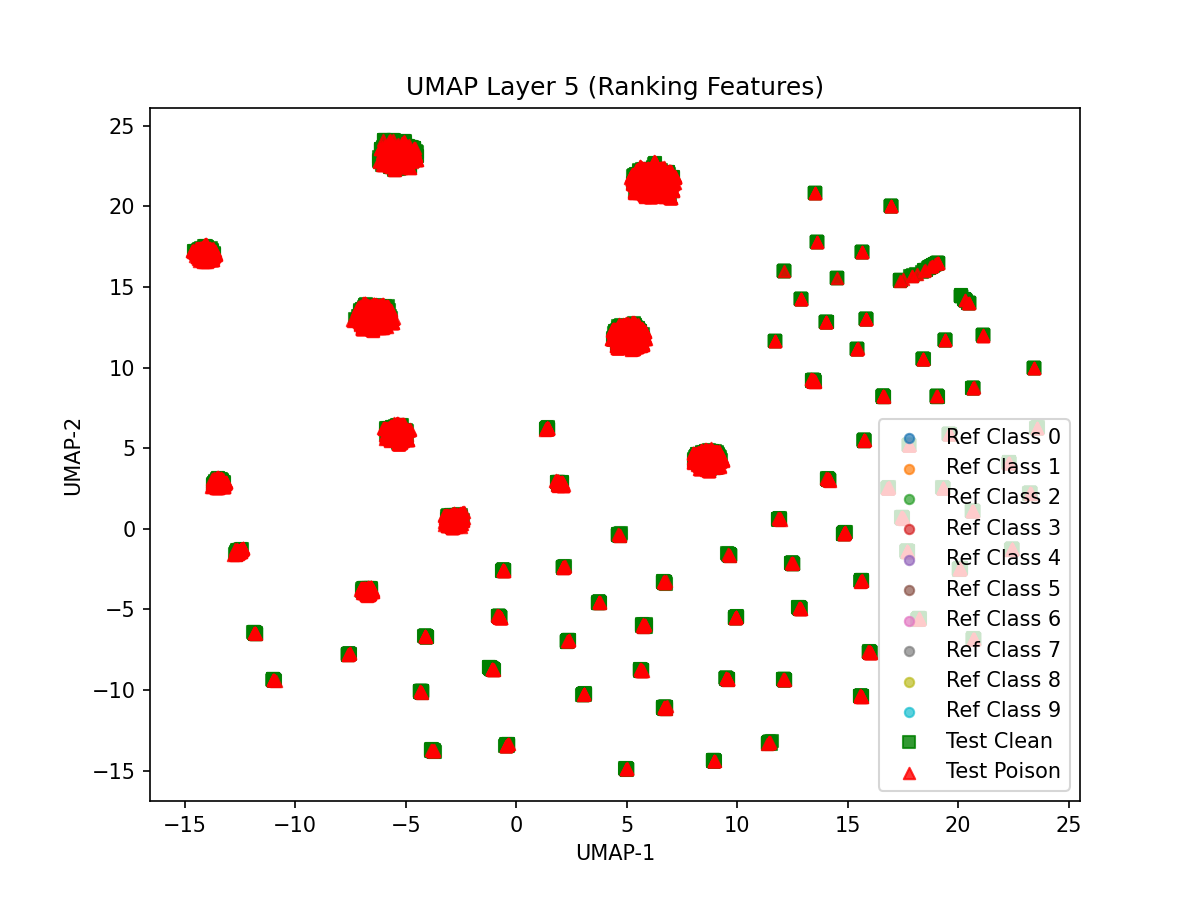 UMAP Layer 5 (Ranking Features)
25
20
15
10
5
0
−5
−10
−15
UMAP-2
−15
−10
−5
0
5
10
15
20
25
UMAP-1
Ref Class 0
Ref Class 1
Ref Class 2
Ref Class 3
Ref Class 4
Ref Class 5
Ref Class 6
Ref Class 7
Ref Class 8
Ref Class 9
Test Clean
Test Poison